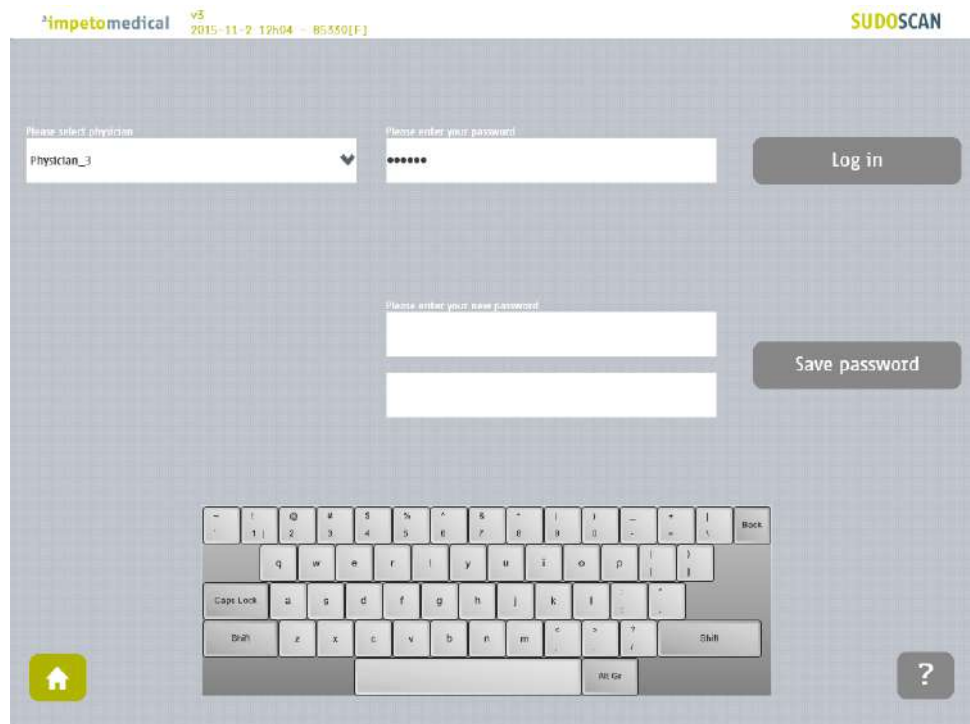 impetomedical
v3
2015-11-2 12h04 - 85330[F]
SUDOSCAN
Please select physician
Please enter your password
Physician_3
Log in
Please enter your new password
Save password
Back
q w e r y u i o p
Caps Lock a s d f g h j k l
Shift z x c v b n m Shift
Alt Gr
?